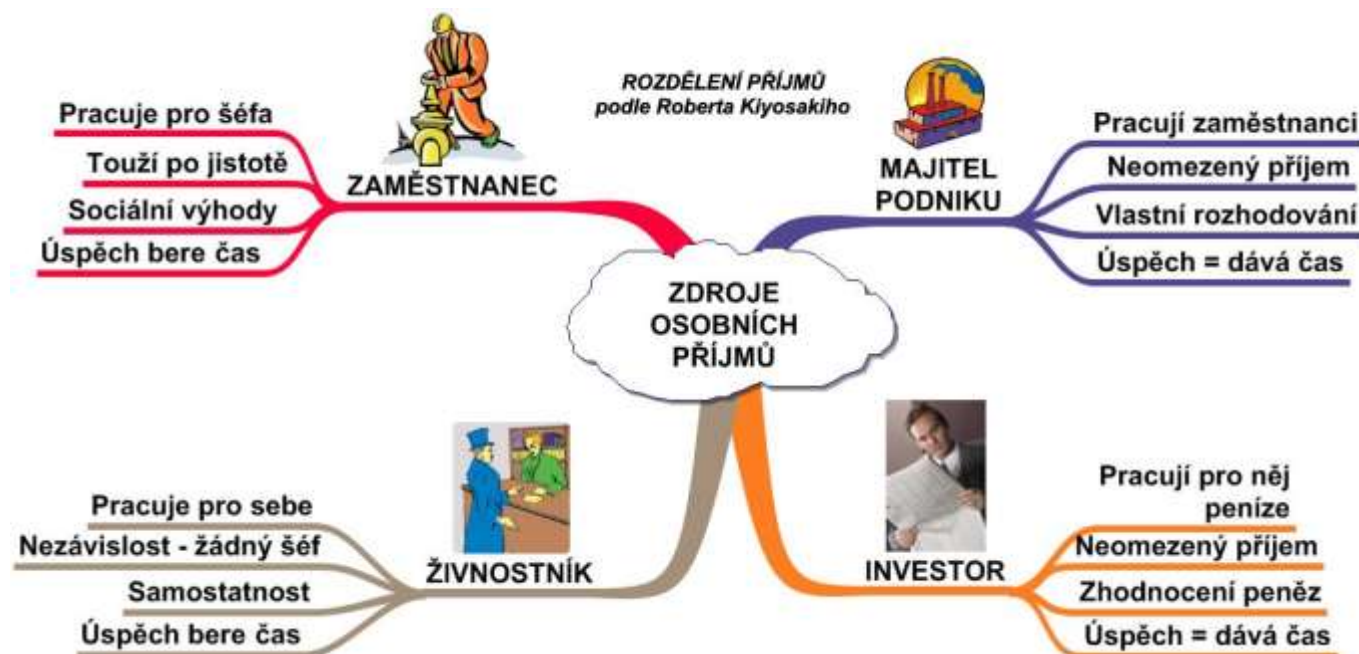 ROZDĚLENÍ PŘÍJMŮ
podle Roberta Kiyosakiho
Pracuje pro šéfa
Touží po jistotě
Sociální výhody
Úspěch bere čas
ZAMĚSTNANEC
MAJITEL
PODNIKU
Pracují zaměstnanci
Neomezený příjem
Vlastní rozhodování
Úspěch = dává čas
ZDROJE
OSOBNÍCH
PŘÍJMŮ
Pracuje pro sebe
Nezávislost - žádný šéf
Samostatnost
Úspěch bere čas
ŽIVNOSTNÍK
INVESTOR
Pracují pro něj
peníze
Neomezený příjem
Zhodnocení peněz
Úspěch = dává čas